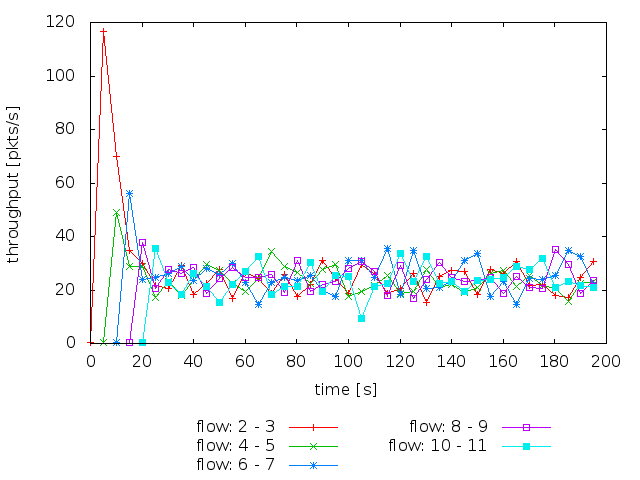 120
100
80
60
40
20
0
throughput [pkts/s]
0 20 40 60 80 100 120 140 160 180 200
time [s]
flow: 2 - 3 flow: 8 - 9
flow: 4 - 5 flow: 10 - 11
flow: 6 - 7